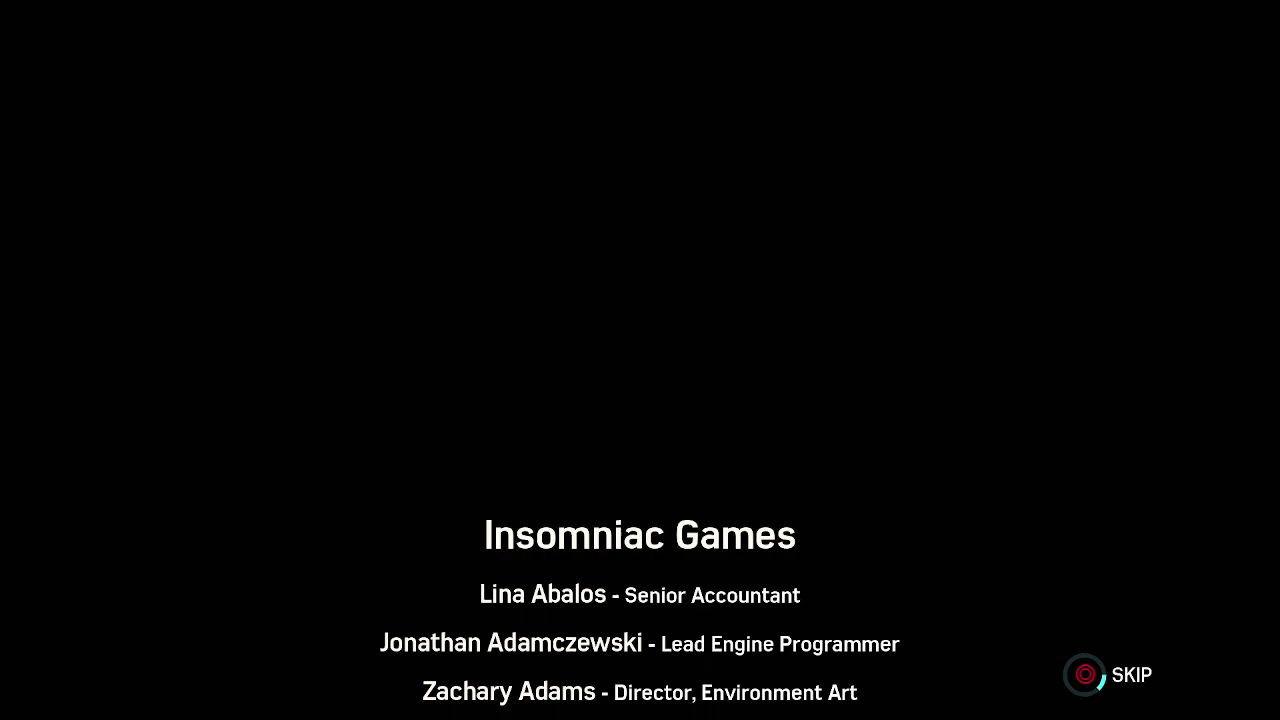 Insomniac Games
Lina Abalos - Senior Accountant
Jonathan Adamczewski - Lead Engine Programmer
Zachary Adams - Director, Environment Art
SKIP